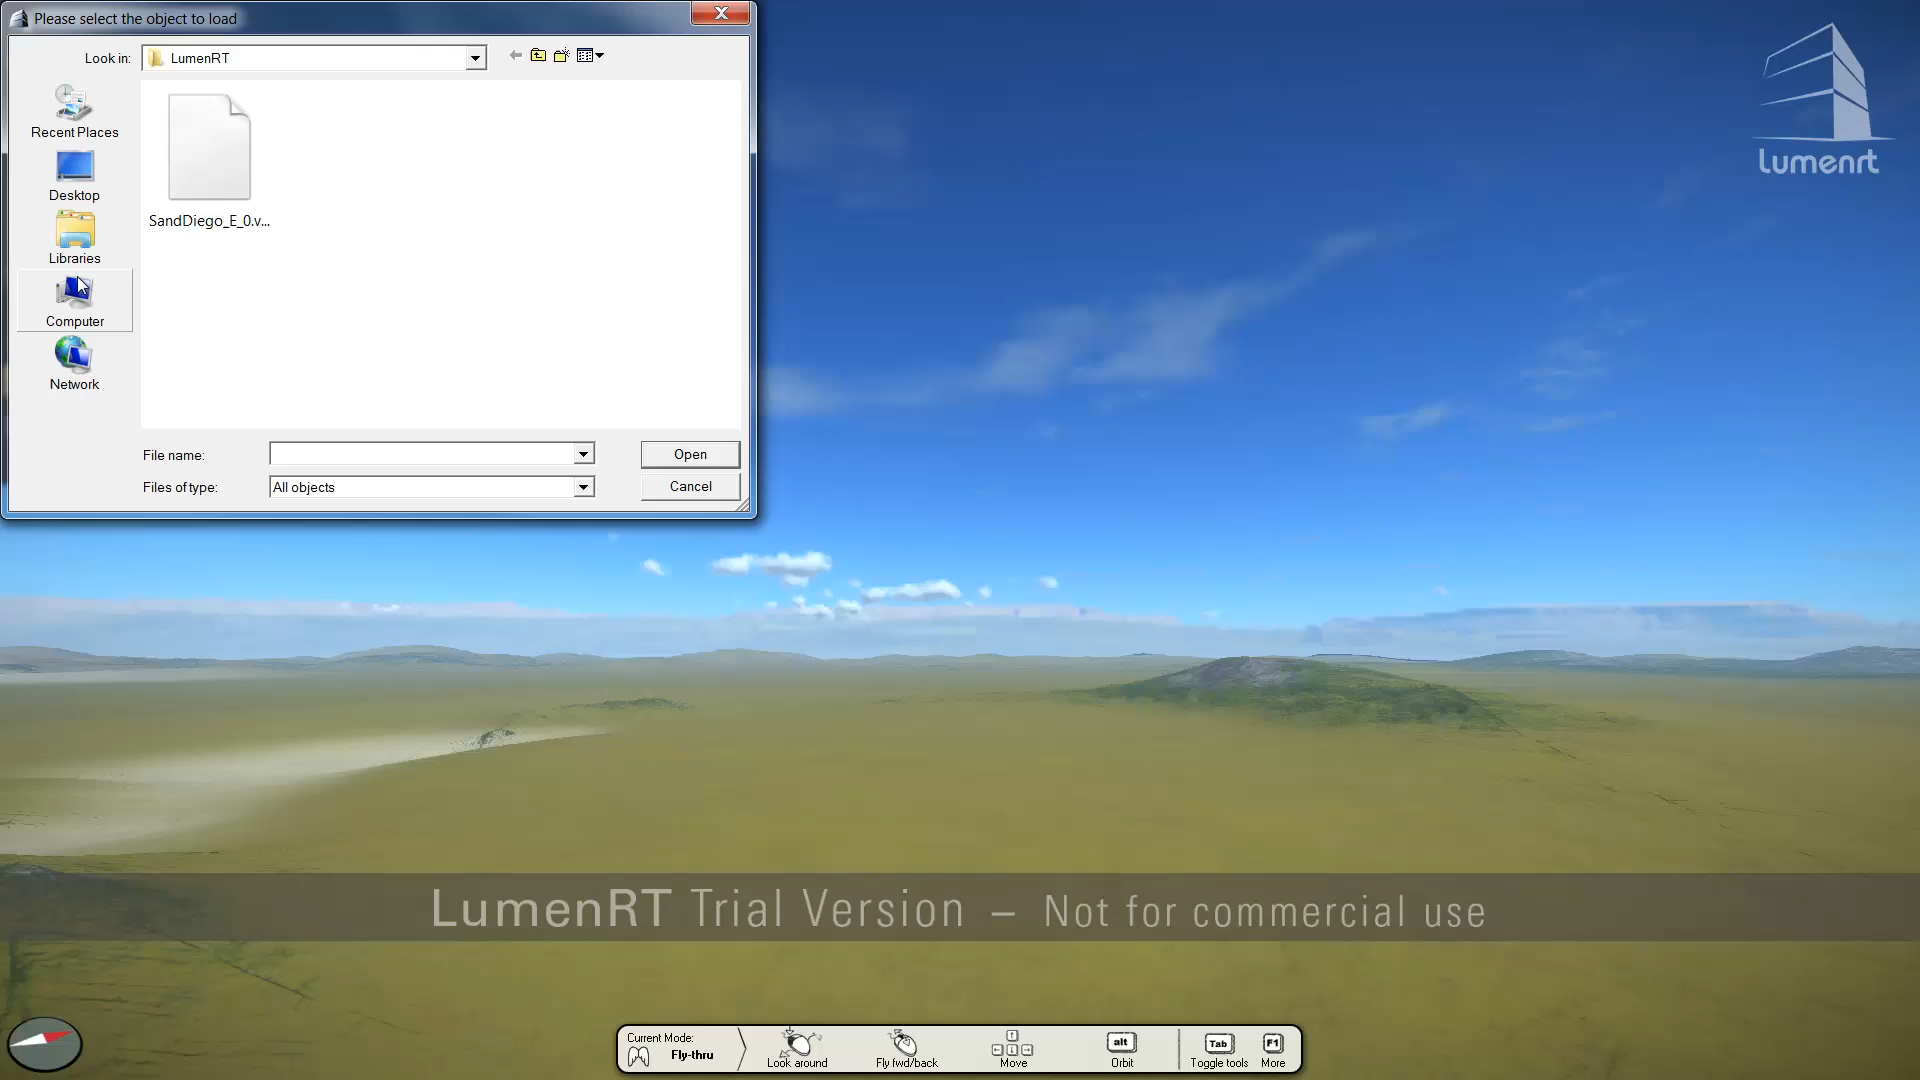 Please select the object to load
Look in:
LumenRT
Recent Places
Desktop
Libraries
Computer
Network
SandDiego_E_0.v...
File name:
Open
Files of type:
All objects
Cancel
lumenrt
LumenRT Trial Version – Not for commercial use
Current Mode:
Fly-thru
Look around
Fly fwd/back
Move
alt
Orbit
Tab
Toggle tools
F1
More